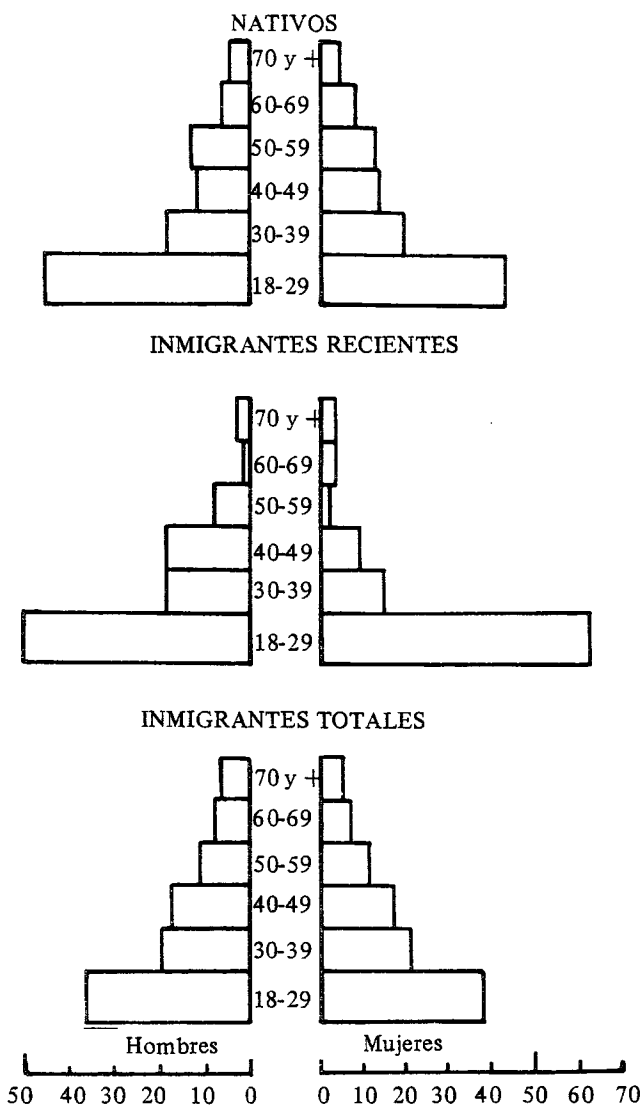 NATIVOS
70 y +
60-69
50-59
40-49
30-39
18-29
INMIGRANTES RECIENTES
70 y +
60-69
50-59
40-49
30-39
18-29
INMIGRANTES TOTALES
70 y +
60-69
50-59
40-49
30-39
18-29
Hombres Mujeres
50 40 30 20 10 0 0 10 20 30 40 50 60 70